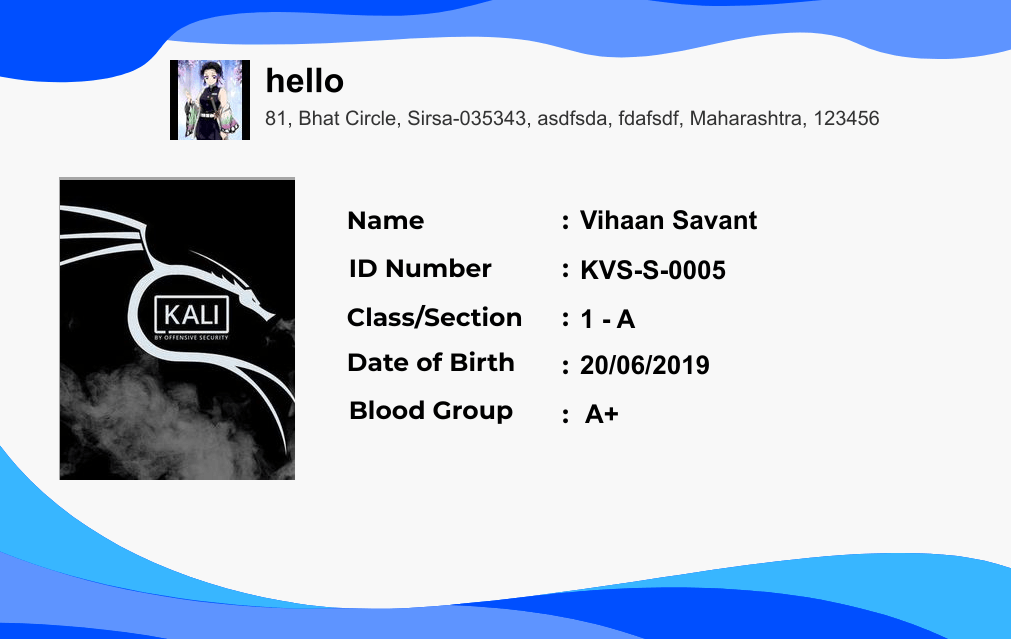 hello
81, Bhat Circle, Sirsa-035343, asdfsda, fdafsdf, Maharashtra, 123456
Name : Vihaan Savant
ID Number : KVS-S-0005
KALI
BY OFFENSIVE SECURITY
Class/Section : 1 - A
Date of Birth : 20/06/2019
Blood Group : A+